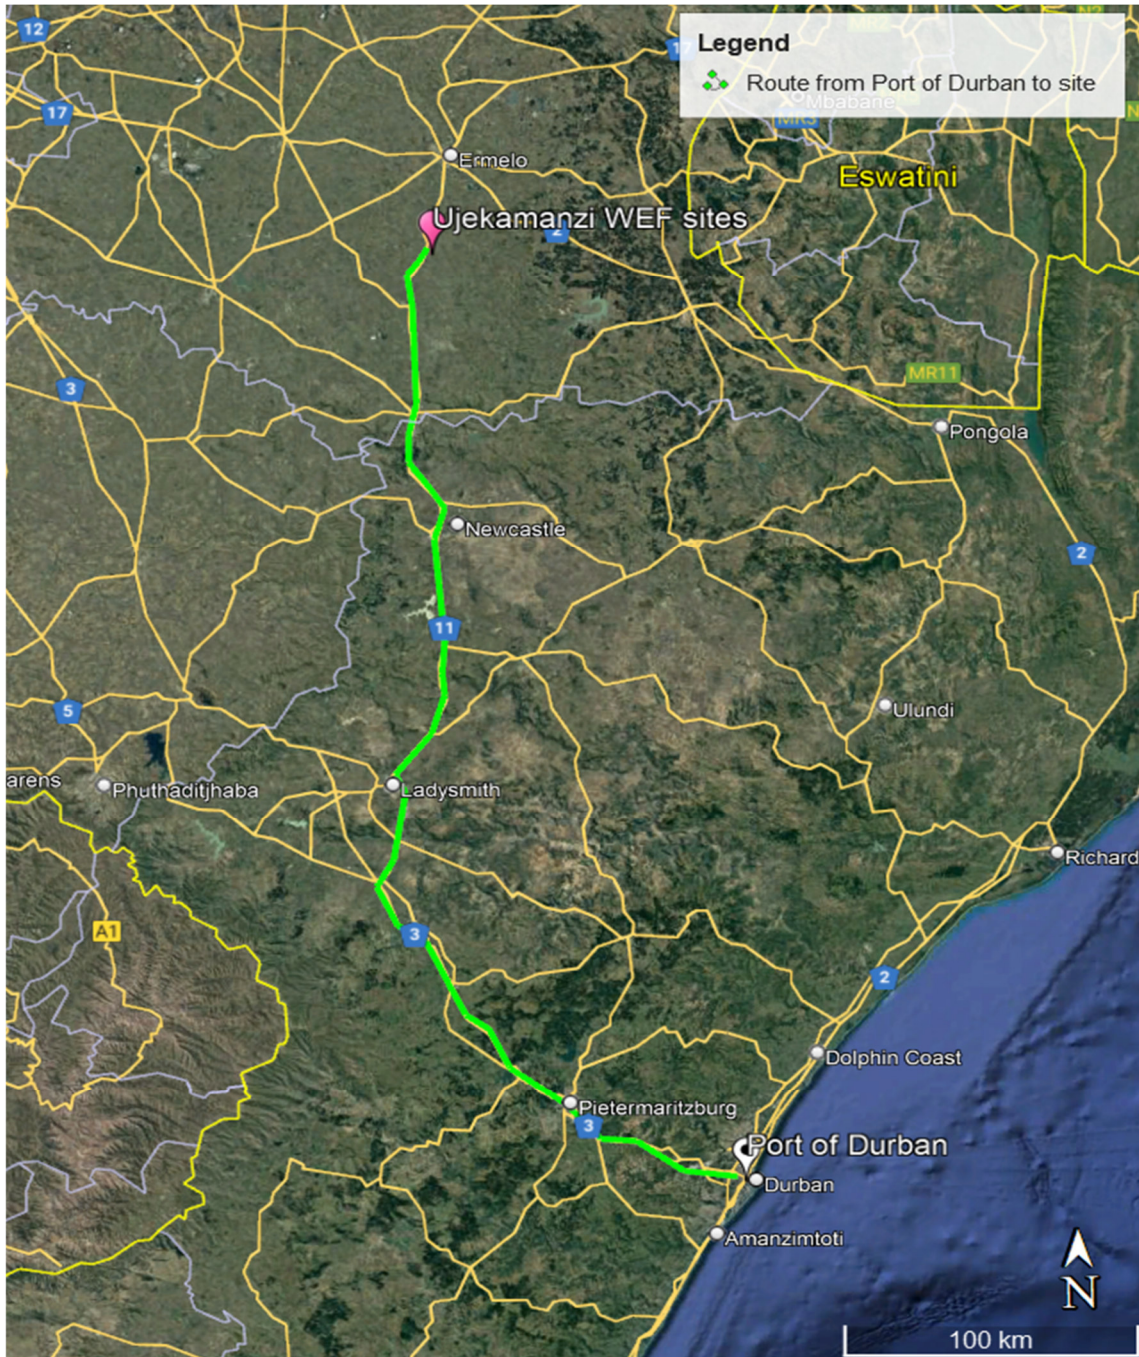 12
17
Legend
Route from Port of Durban to site
Mbabane
MR3
17
Ermelo
Eswatini
Ujekamanzi WEF sites
2
3
MR11
Pongola
Newcastle
2
11
5
Ulundi
arens
Phuthaditjhaba
Ladysmith
Richard
A1
3
2
Dolphin Coast
Pietermaritzburg
3
Port of Durban
Durban
Amanzimtoti
N
100 km